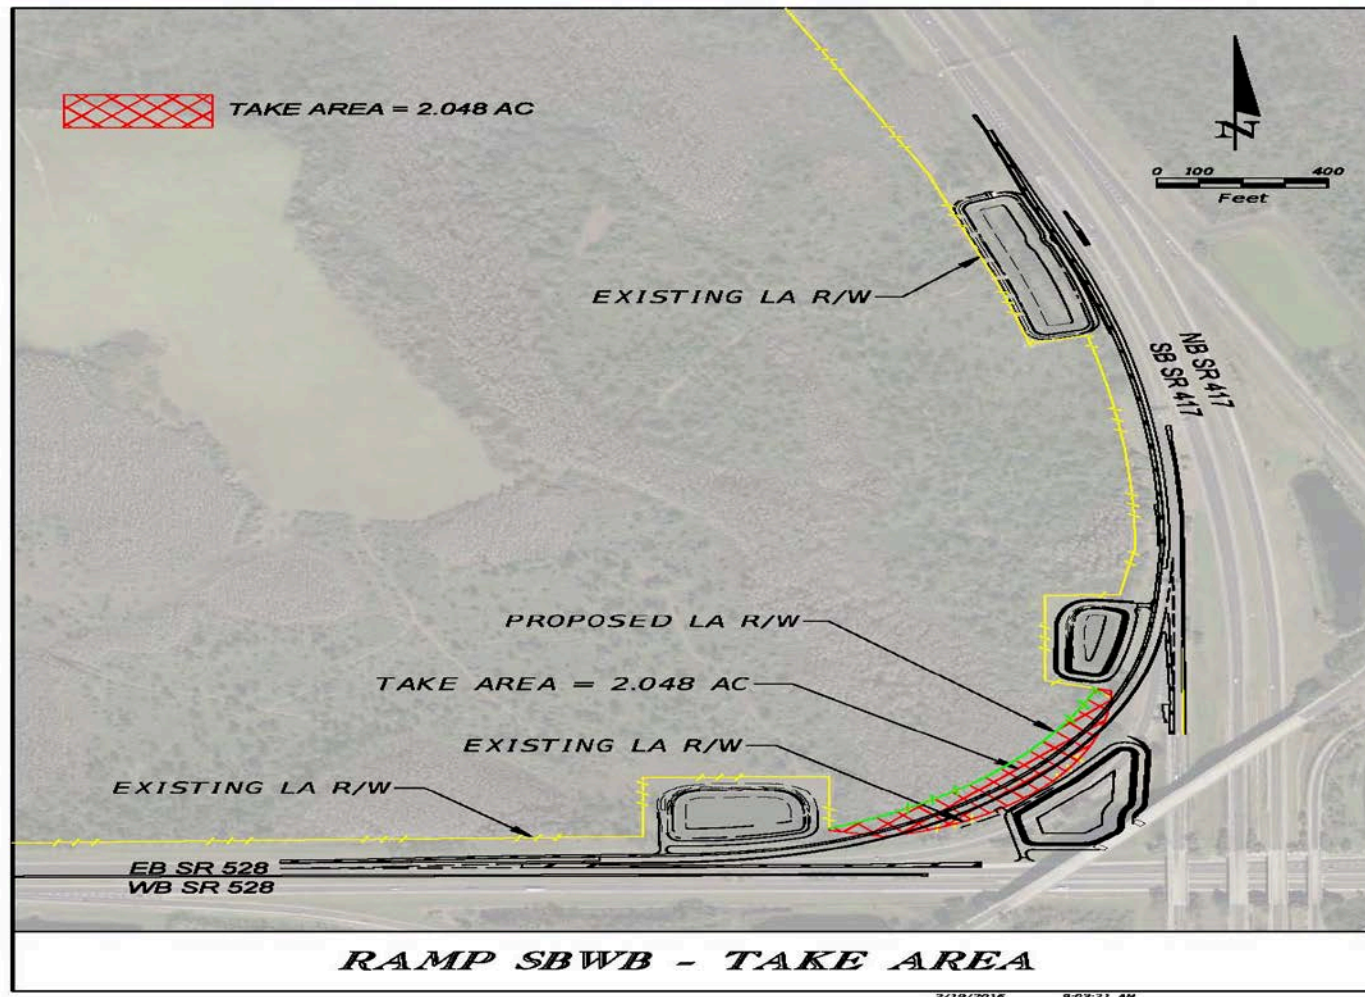 TAKE AREA = 2.048 AC
0 100 400
Feet
EXISTING LA R/W
NB SR 417
SB SR 417
PROPOSED LA R/W
TAKE AREA = 2.048 AC
EXISTING LA R/W
EXISTING LA R/W
EB SR 528
WB SR 528
RAMP SBWB - TAKE AREA